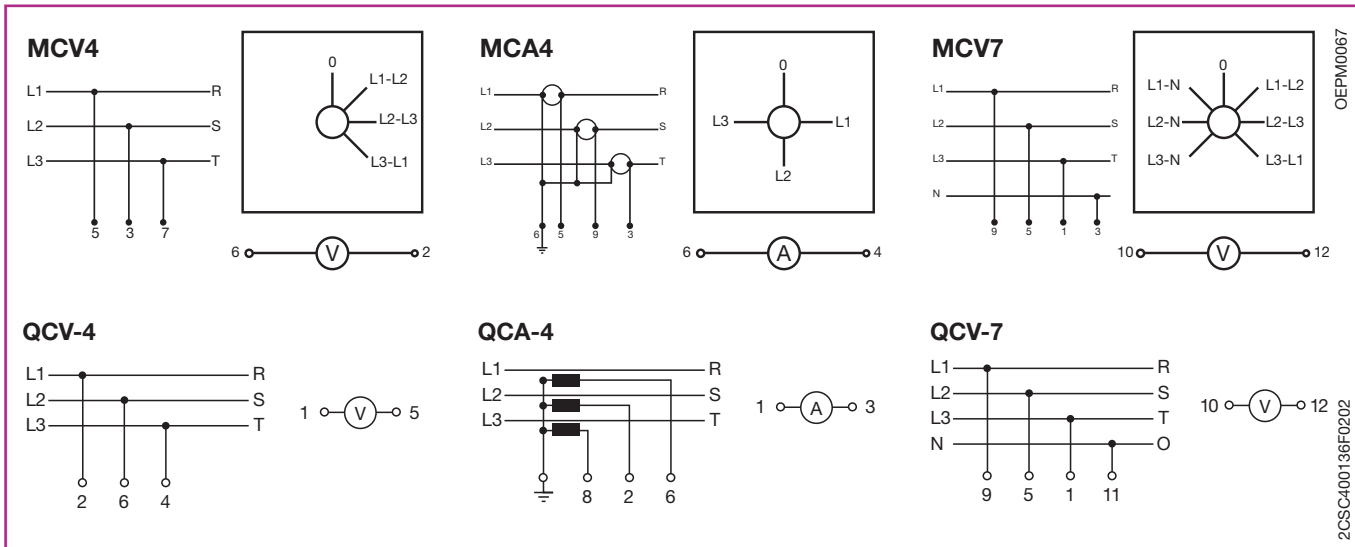 MCV4
0
L1-L2
L2-L3
L3-L1
L1 R
L2 S
L3 T
5 3 7
6 V 2
MCA4
0
L3 L1
L2
L1 R
L2 S
L3 T
6 5 9 3
6 A 4
MCV7
0
L1-N L1-L2
L2-N L2-L3
L3-N L3-L1
L1 R
L2 S
L3 T
N
9 5 1 3
10 V 12
OEPM0067
QCV-4
L1 R
L2 S
L3 T
2 6 4
1 V 5
QCA-4
L1 R
L2 S
L3 T
8 2 6
1 A 3
QCV-7
L1 R
L2 S
L3 T
N O
9 5 1 11
10 V 12
2CSC400136F0202